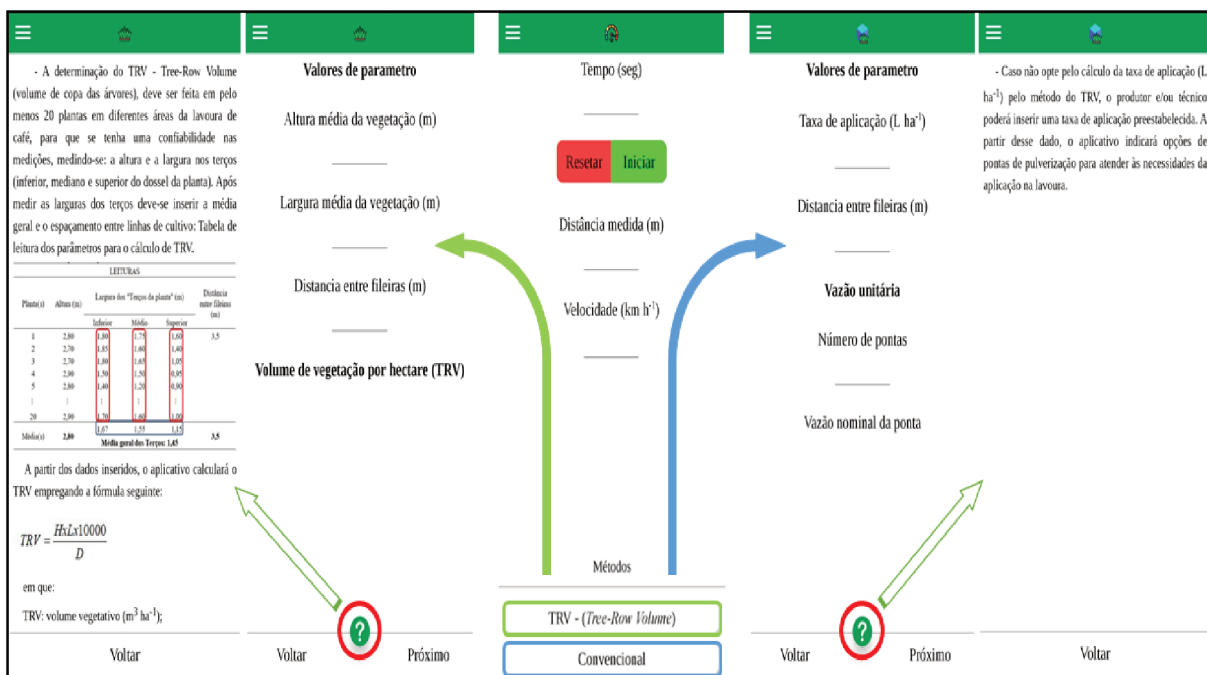 - A determinação do TRV - Tree-Row Volume
(volume de copa das árvores), deve ser feita em pelo
menos 20 plantas em diferentes áreas da lavoura de
café, para que se tenha uma confiabilidade nas
medições, medindo-se: a altura e a largura nos terços
(inferior, mediano e superior do dossel da planta). Após
medir as larguras dos terços deve-se inserir a média
geral e o espaçamento entre linhas de cultivo: Tabela de
leitura dos parâmetros para o cálculo de TRV.
LEITURAS
Planta(s) Altura (m) Largura dos "Terços da planta" (m) Distância entre fileiras (m)
Inferior Médio Superior
1 2,80 1,80 1,75 1,60 3,5
2 2,70 1,85 1,60 1,40
3 2,70 1,80 1,65 1,05
4 2,90 1,50 1,50 0,95
5 2,80 1,40 1,20 0,90
⁝ ⁝ ⁝ ⁝ ⁝
20 2,90 1,70 1,60 1,00
Média(s) 2,80 1,67 1,55 1,15 3,5
Média geral dos Terços: 1,45
A partir dos dados inseridos, o aplicativo calculará o
TRV empregando a fórmula seguinte:
TRV = HxLx10000 / D
em que:
TRV: volume vegetativo (m³ ha⁻¹);
Voltar
Valores de parametro
Altura média da vegetação (m)
Largura média da vegetação (m)
Distancia entre fileiras (m)
Volume de vegetação por hectare (TRV)
?
Voltar Próximo
Tempo (seg)
Resetar Iniciar
Distância medida (m)
Velocidade (km h⁻¹)
Métodos
TRV - (Tree-Row Volume)
Convencional
Valores de parametro
Taxa de aplicação (L ha⁻¹)
Distancia entre fileiras (m)
Vazão unitária
Número de pontas
Vazão nominal da ponta
?
Voltar Próximo
- Caso não opte pelo cálculo da taxa de aplicação (L
ha⁻¹) pelo método do TRV, o produtor e/ou técnico
poderá inserir uma taxa de aplicação preestabelecida. A
partir desse dado, o aplicativo indicará opções de
pontas de pulverização para atender às necessidades da
aplicação na lavoura.
Voltar